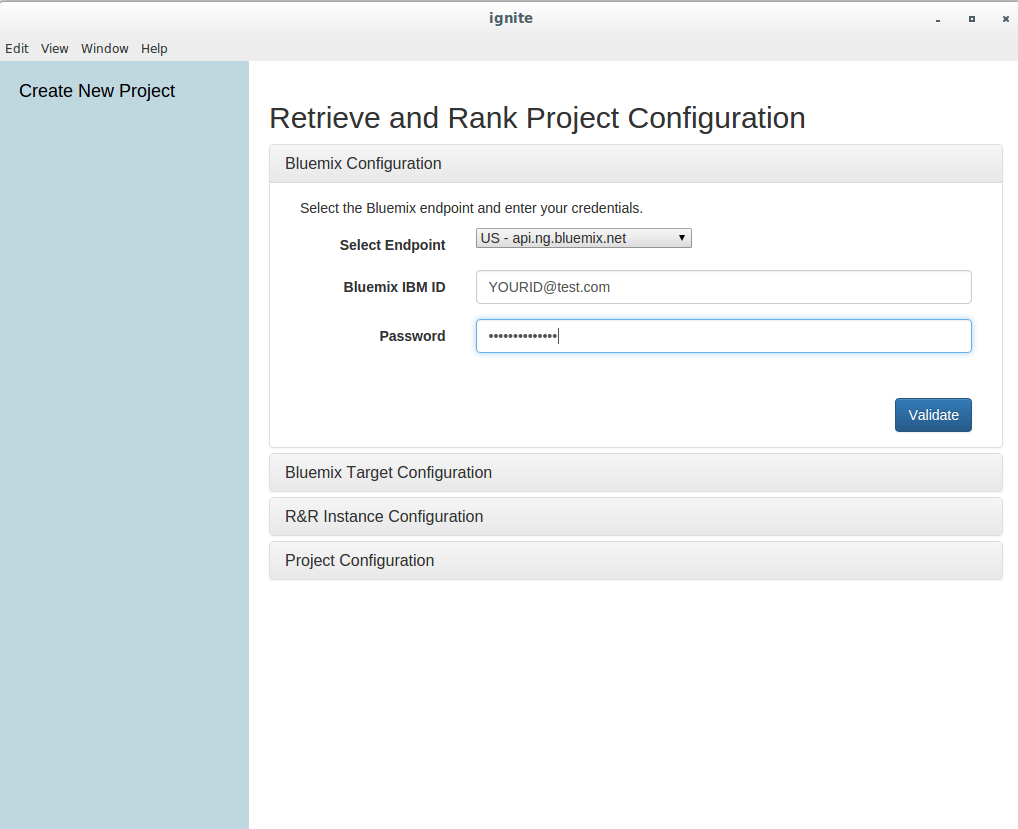 ignite
Edit View Window Help
Create New Project
Retrieve and Rank Project Configuration
Bluemix Configuration
Select the Bluemix endpoint and enter your credentials.
Select Endpoint US - api.ng.bluemix.net
Bluemix IBM ID YOURID@test.com
Password ••••••••••••••
Validate
Bluemix Target Configuration
R&R Instance Configuration
Project Configuration